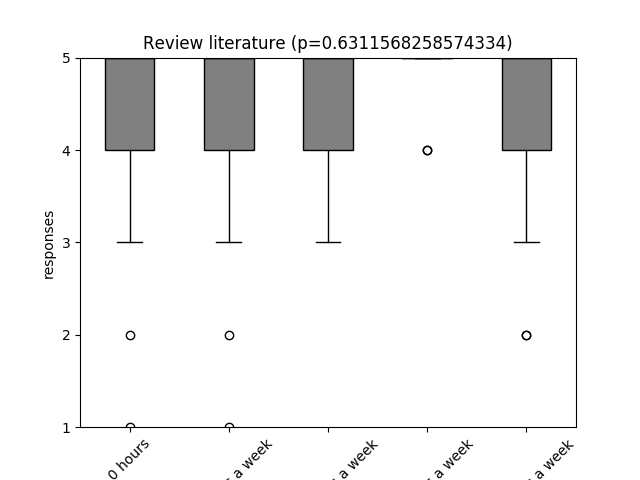 Review literature (p=0.6311568258574334)
responses
5
4
3
2
1
0 hours
a week
a week
a week
a week